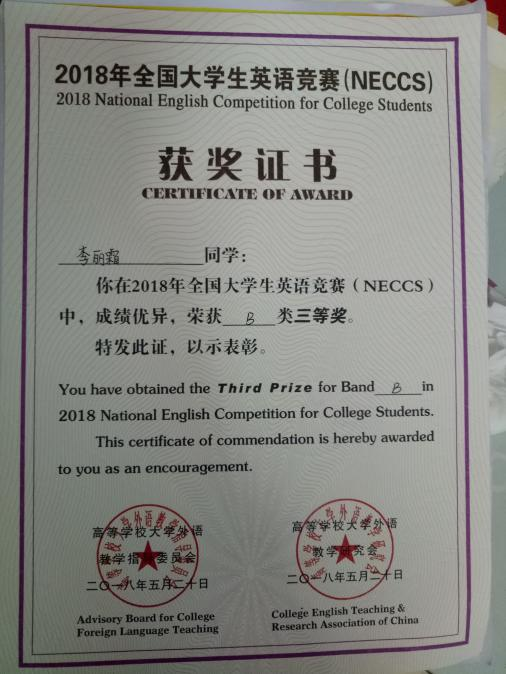 2018年全国大学生英语竞赛(NECCS)
2018 National English Competition for College Students
获奖证书
CERTIFICATE OF AWARD
李丽霜 同学:
你在2018年全国大学生英语竞赛(NECCS)
中,成绩优异,荣获 B 类三等奖。
特发此证,以示表彰。
You have obtained the Third Prize for Band B in
2018 National English Competition for College Students.
This certificate of commendation is hereby awarded
to you as an encouragement.
高等学校大学外语
教学指导委员会
二〇一八年五月二十日
Advisory Board for College
Foreign Language Teaching
高等学校大学外语
教学研究会
二〇一八年五月二十日
College English Teaching &
Research Association of China